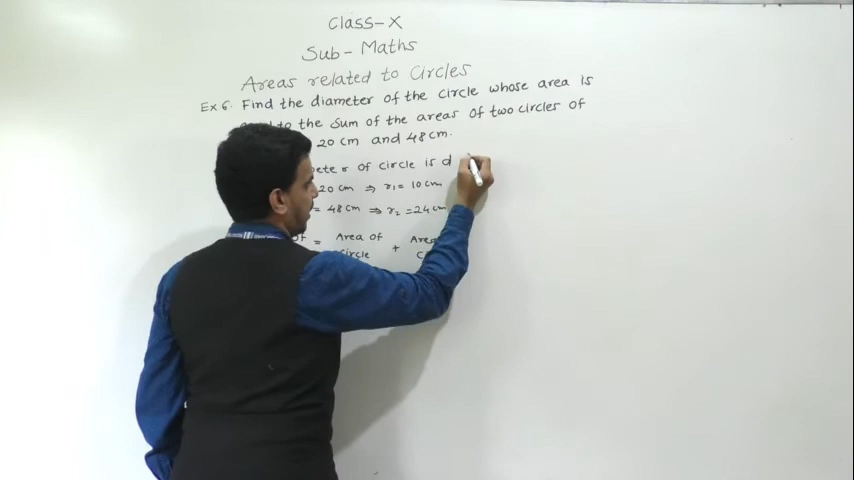 Class-X
Sub- Maths
Areas related to Circles
Ex 6. Find the diameter of the circle whose area is
to the sum of the areas of two circles of
20 cm and 48 cm.
of circle is d
20 cm ⇒ r₁ = 10 cm
= 48 cm ⇒ r₂ = 24 cm
of = Area of + Area
circle